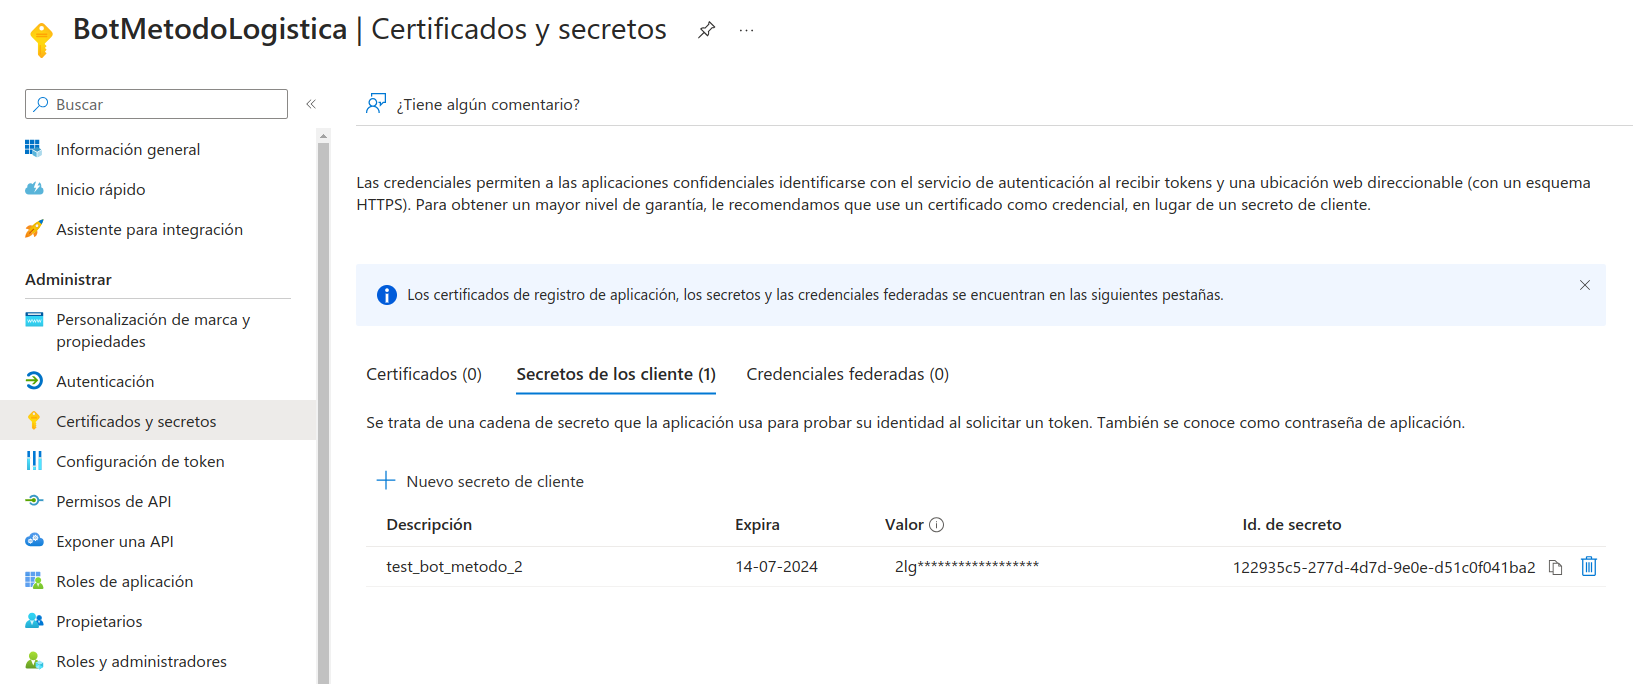 BotMetodoLogistica | Certificados y secretos
Buscar
¿Tiene algún comentario?
Información general
Inicio rápido
Asistente para integración
Administrar
Personalización de marca y
propiedades
Autenticación
Certificados y secretos
Configuración de token
Permisos de API
Exponer una API
Roles de aplicación
Propietarios
Roles y administradores
Las credenciales permiten a las aplicaciones confidenciales identificarse con el servicio de autenticación al recibir tokens y una ubicación web direccionable (con un esquema
HTTPS). Para obtener un mayor nivel de garantía, le recomendamos que use un certificado como credencial, en lugar de un secreto de cliente.
Los certificados de registro de aplicación, los secretos y las credenciales federadas se encuentran en las siguientes pestañas.
Certificados (0) Secretos de los cliente (1) Credenciales federadas (0)
Se trata de una cadena de secreto que la aplicación usa para probar su identidad al solicitar un token. También se conoce como contraseña de aplicación.
Nuevo secreto de cliente
Descripción Expira Valor Id. de secreto
test_bot_metodo_2 14-07-2024 2lg****************** 122935c5-277d-4d7d-9e0e-d51c0f041ba2